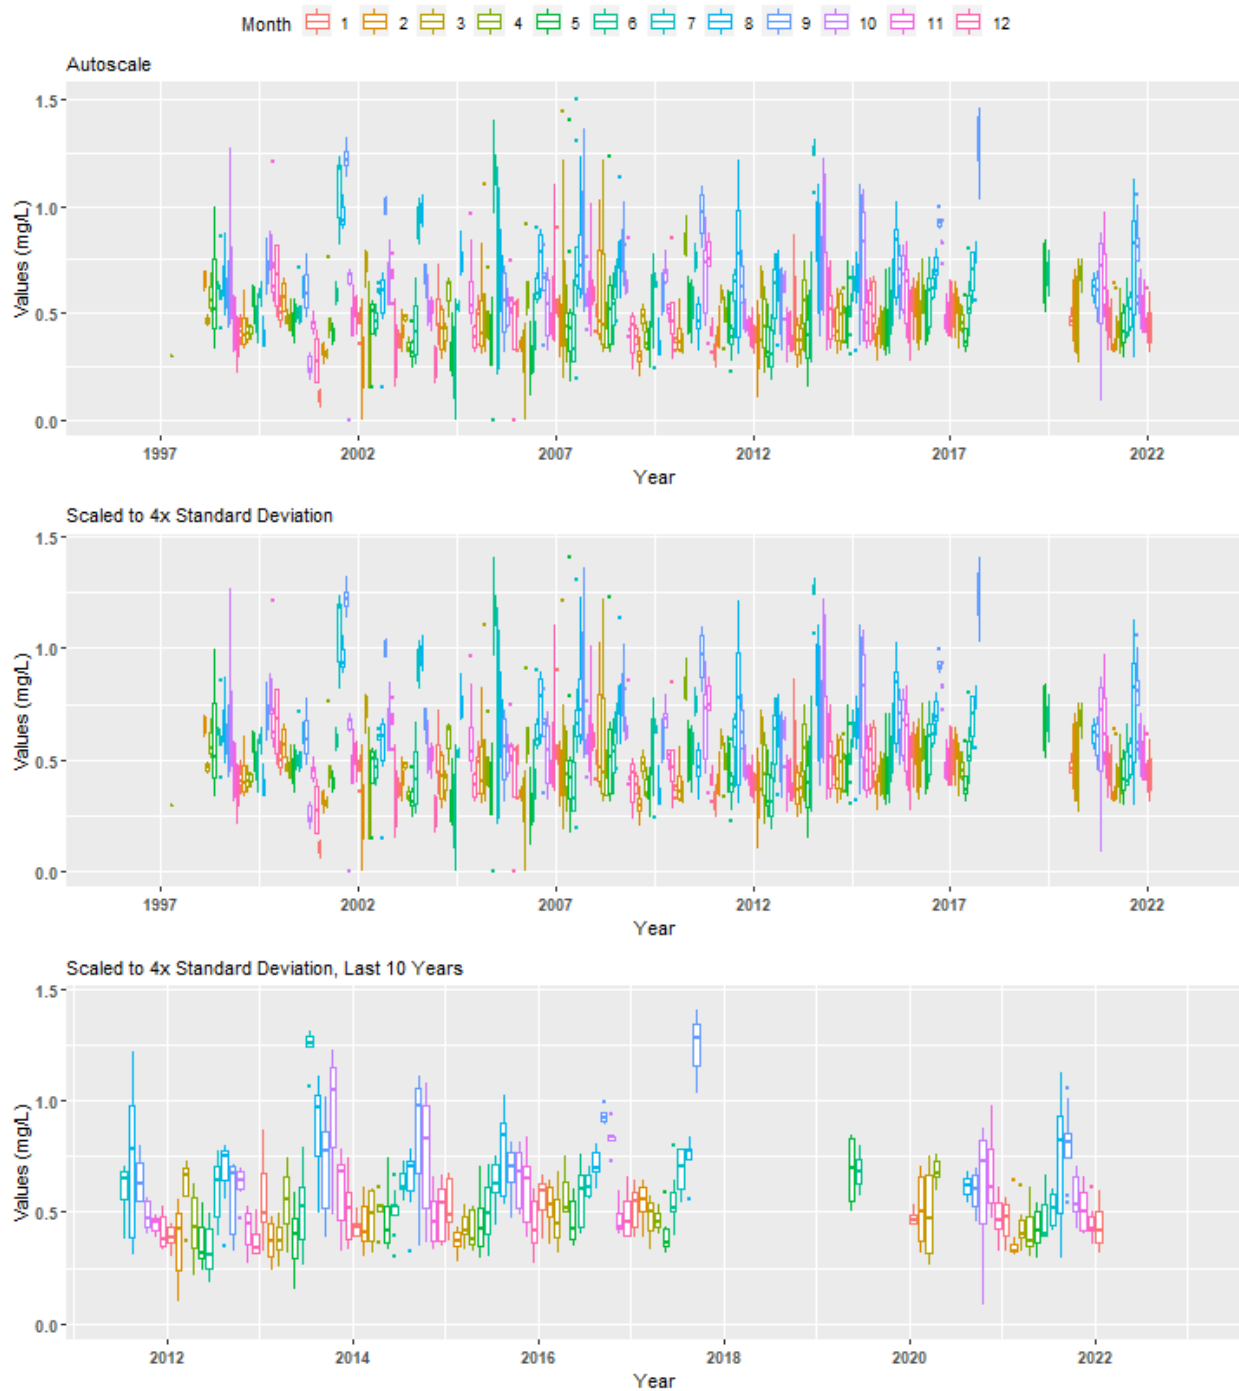 Month 1 2 3 4 5 6 7 8 9 10 11 12
Autoscale
1.5
1.0
0.5
0.0
Values (mg/L)
1997 2002 2007 2012 2017 2022
Year
Scaled to 4x Standard Deviation
1.5
1.0
0.5
0.0
Values (mg/L)
1997 2002 2007 2012 2017 2022
Year
Scaled to 4x Standard Deviation, Last 10 Years
1.5
1.0
0.5
0.0
Values (mg/L)
2012 2014 2016 2018 2020 2022
Year